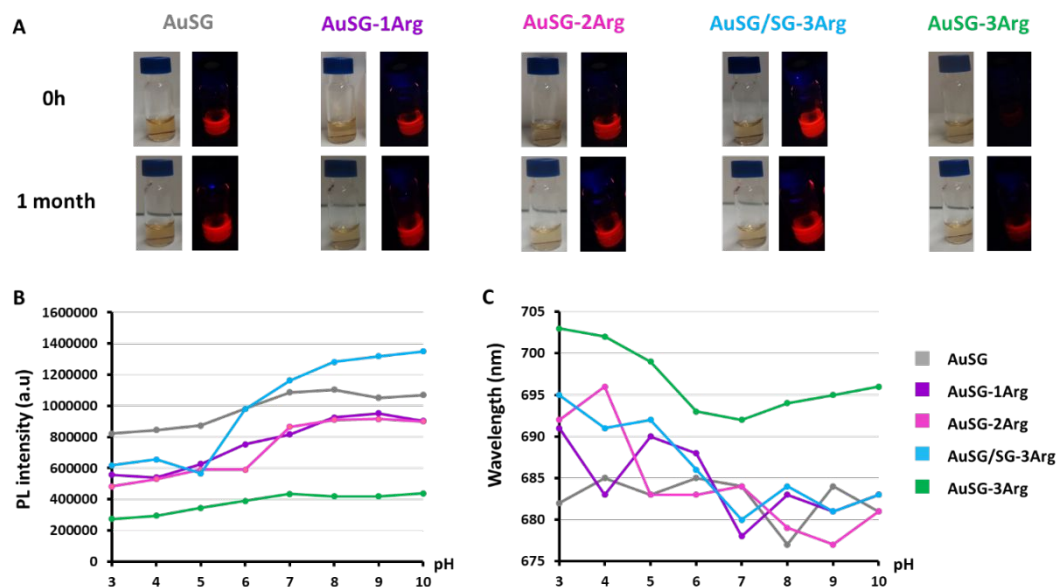 A
AuSG AuSG-1Arg AuSG-2Arg AuSG/SG-3Arg AuSG-3Arg
0h
1 month
B
PL intensity (a.u)
1600000
1400000
1200000
1000000
800000
600000
400000
200000
0
3 4 5 6 7 8 9 10
pH
C
Wavelength (nm)
705
700
695
690
685
680
675
3 4 5 6 7 8 9 10
pH
AuSG
AuSG-1Arg
AuSG-2Arg
AuSG/SG-3Arg
AuSG-3Arg